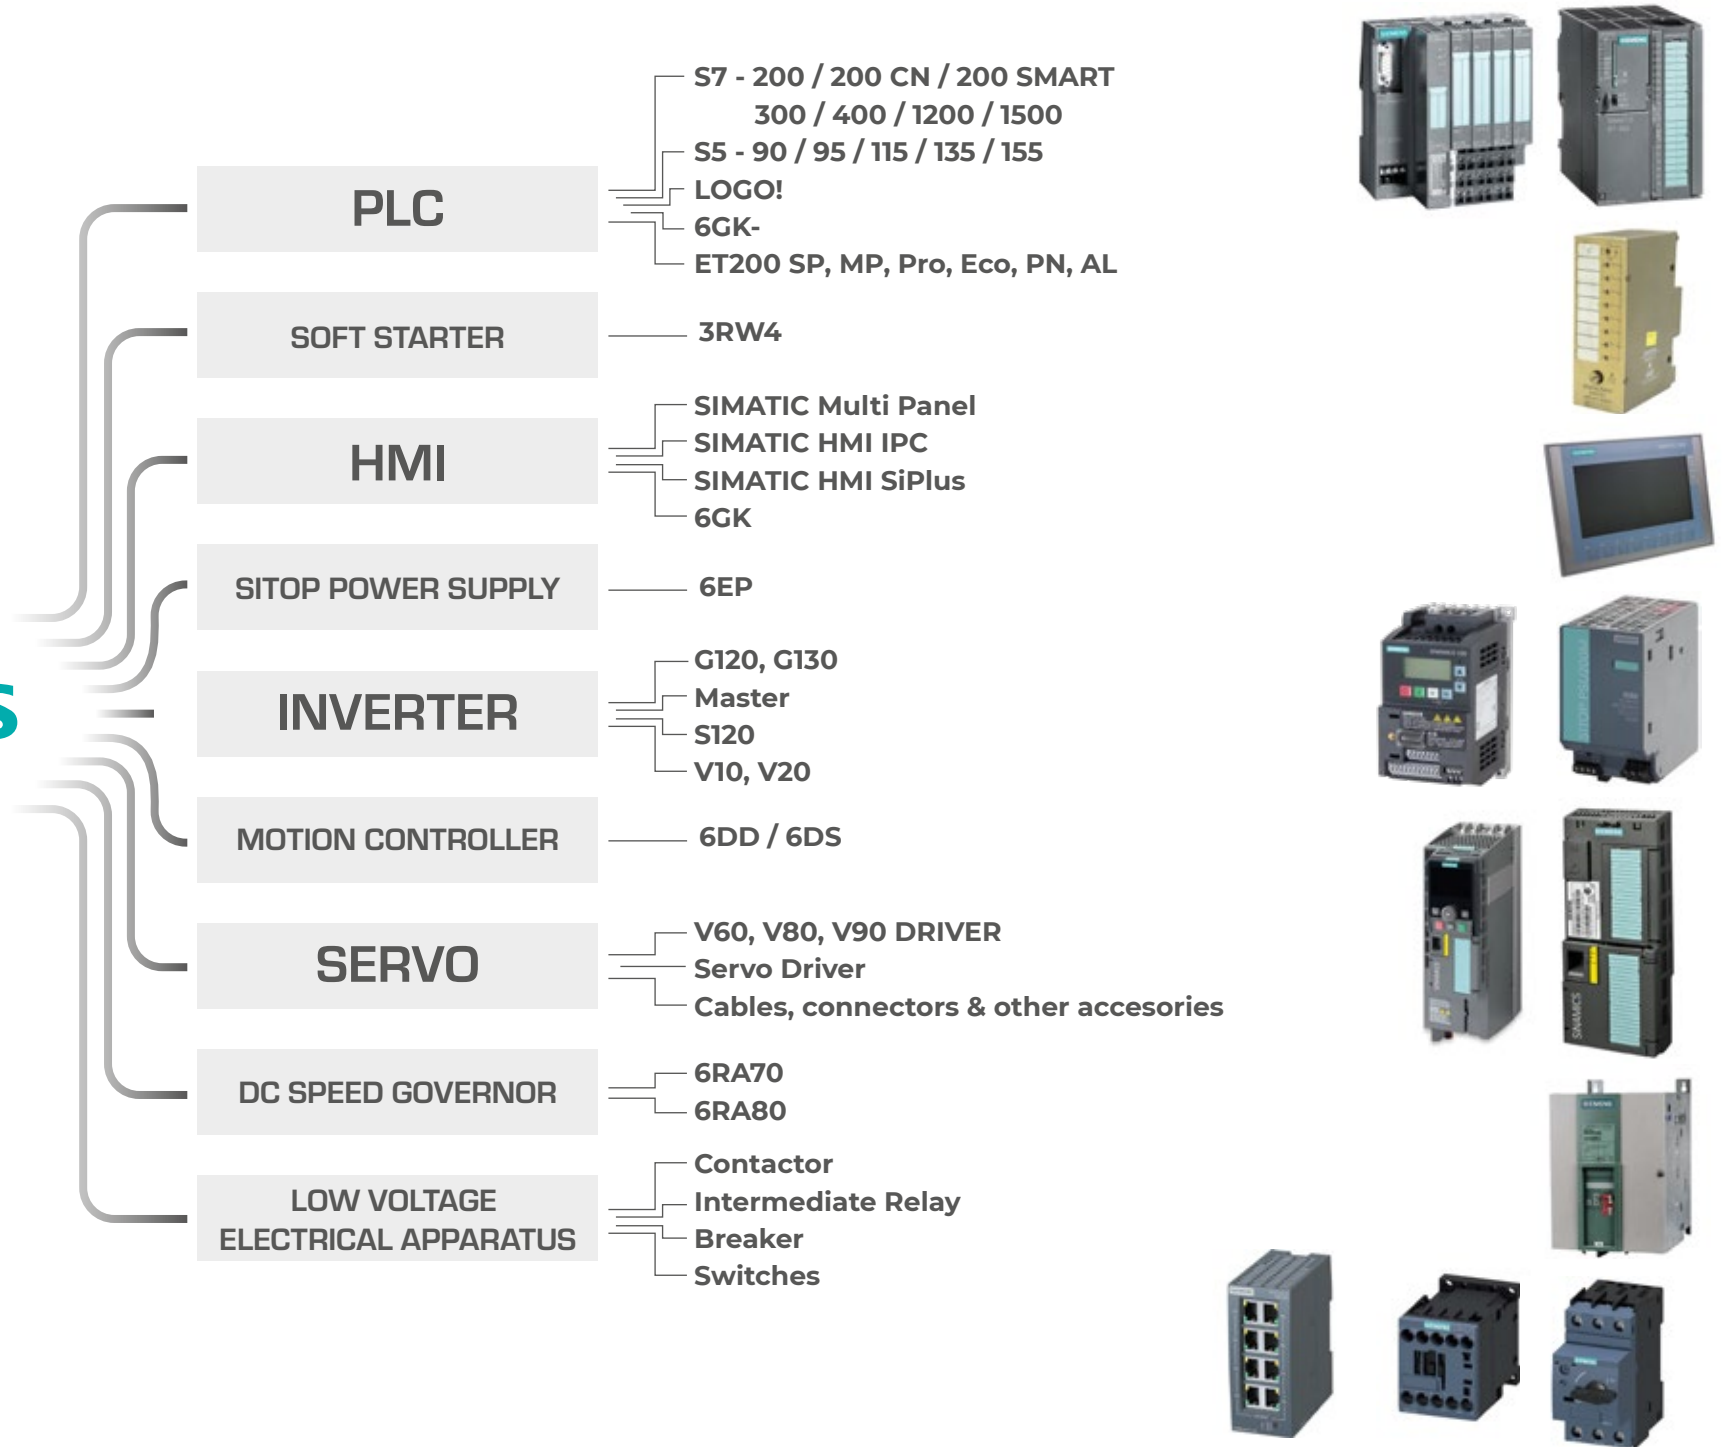 S
PLC
S7 - 200 / 200 CN / 200 SMART
300 / 400 / 1200 / 1500
S5 - 90 / 95 / 115 / 135 / 155
LOGO!
6GK-
ET200 SP, MP, Pro, Eco, PN, AL
SOFT STARTER
3RW4
HMI
SIMATIC Multi Panel
SIMATIC HMI IPC
SIMATIC HMI SiPlus
6GK
SITOP POWER SUPPLY
6EP
INVERTER
G120, G130
Master
S120
V10, V20
MOTION CONTROLLER
6DD / 6DS
SERVO
V60, V80, V90 DRIVER
Servo Driver
Cables, connectors & other accesories
DC SPEED GOVERNOR
6RA70
6RA80
LOW VOLTAGE
ELECTRICAL APPARATUS
Contactor
Intermediate Relay
Breaker
Switches
SIEMENS
SINAMICS